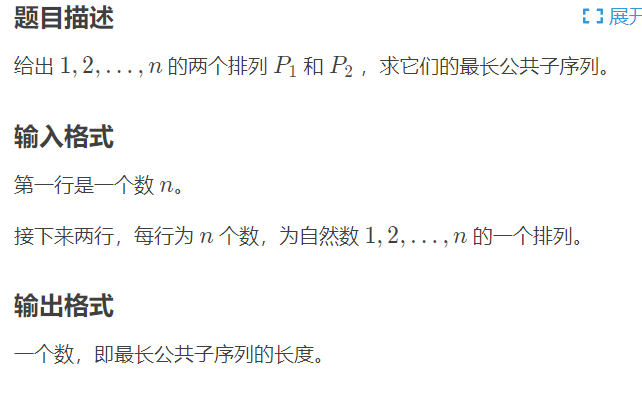 题目描述 展开
给出 1, 2, . . . , n 的两个排列 P₁ 和 P₂ ，求它们的最长公共子序列。
输入格式
第一行是一个数 n。
接下来两行，每行为 n 个数，为自然数 1, 2, . . . , n 的一个排列。
输出格式
一个数，即最长公共子序列的长度。